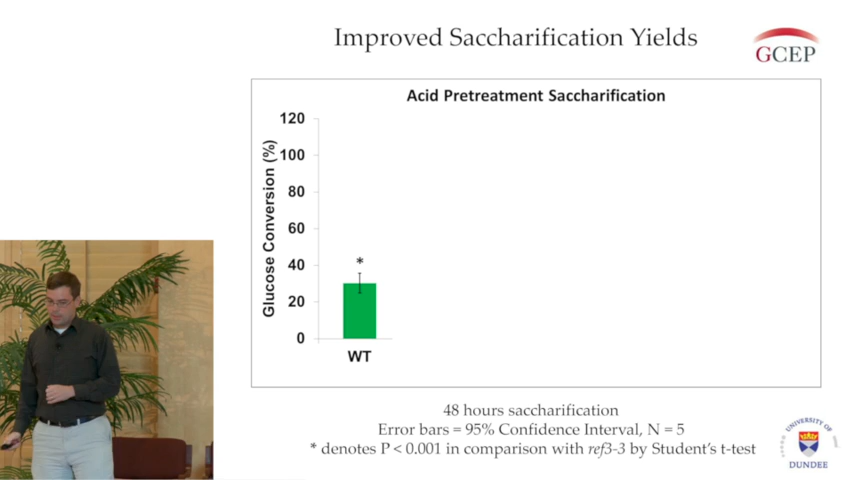 Improved Saccharification Yields
GCEP
Acid Pretreatment Saccharification
Glucose Conversion (%)
120
100
80
60
40
20
0
*
WT
48 hours saccharification
Error bars = 95% Confidence Interval, N = 5
* denotes P < 0.001 in comparison with ref3-3 by Student's t-test
UNIVERSITY OF
DUNDEE